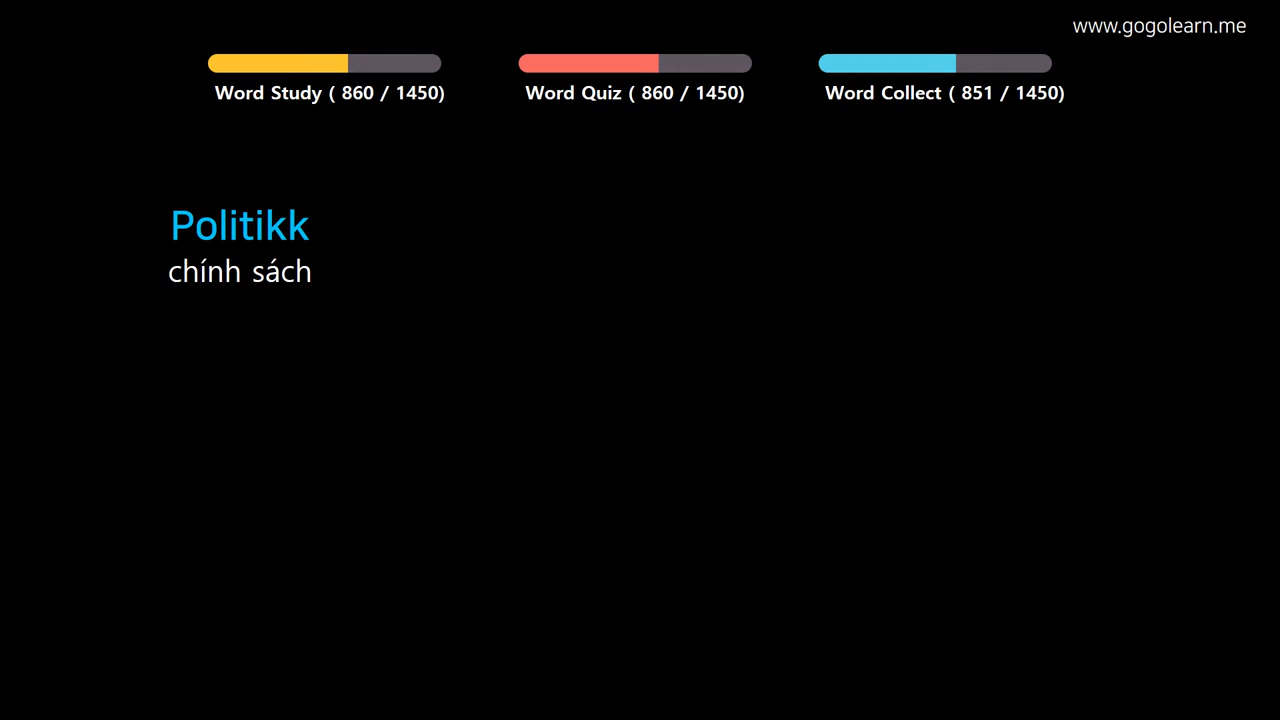 www.gogolearn.me
Word Study ( 860 / 1450)
Word Quiz ( 860 / 1450)
Word Collect ( 851 / 1450)
Politikk
chính sách